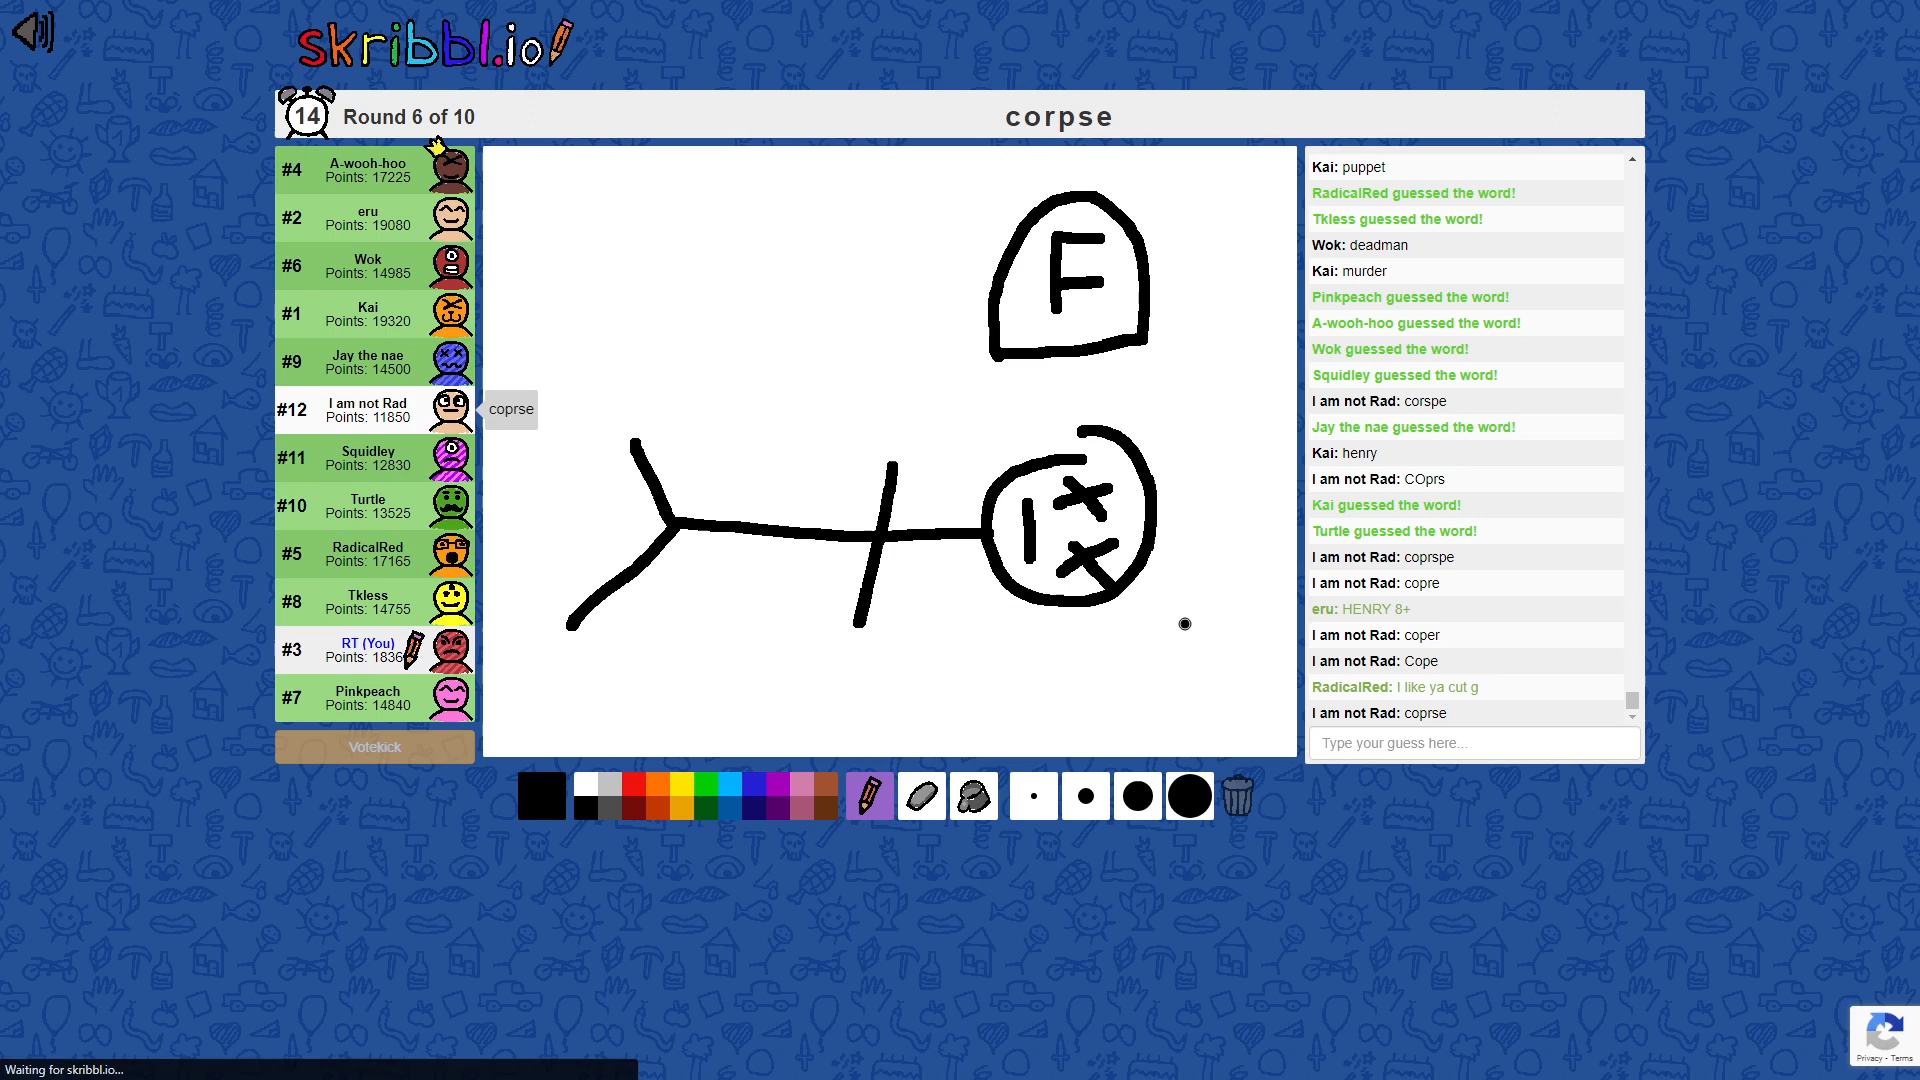 skribbl.io
14
Round 6 of 10
corpse
#4
A-wooh-hoo
Points: 17225
#2
eru
Points: 19080
#6
Wok
Points: 14985
#1
Kai
Points: 19320
#9
Jay the nae
Points: 14500
#12
I am not Rad
Points: 11850
coprse
#11
Squidley
Points: 12830
#10
Turtle
Points: 13525
#5
RadicalRed
Points: 17165
#8
Tkless
Points: 14755
#3
RT (You)
Points: 1836
#7
Pinkpeach
Points: 14840
Votekick
F
Kai: puppet
RadicalRed guessed the word!
Tkless guessed the word!
Wok: deadman
Kai: murder
Pinkpeach guessed the word!
A-wooh-hoo guessed the word!
Wok guessed the word!
Squidley guessed the word!
I am not Rad: corspe
Jay the nae guessed the word!
Kai: henry
I am not Rad: COprs
Kai guessed the word!
Turtle guessed the word!
I am not Rad: coprspe
I am not Rad: copre
eru: HENRY 8+
I am not Rad: coper
I am not Rad: Cope
RadicalRed: I like ya cut g
I am not Rad: coprse
Type your guess here...
Privacy - Terms
Waiting for skribbl.io...